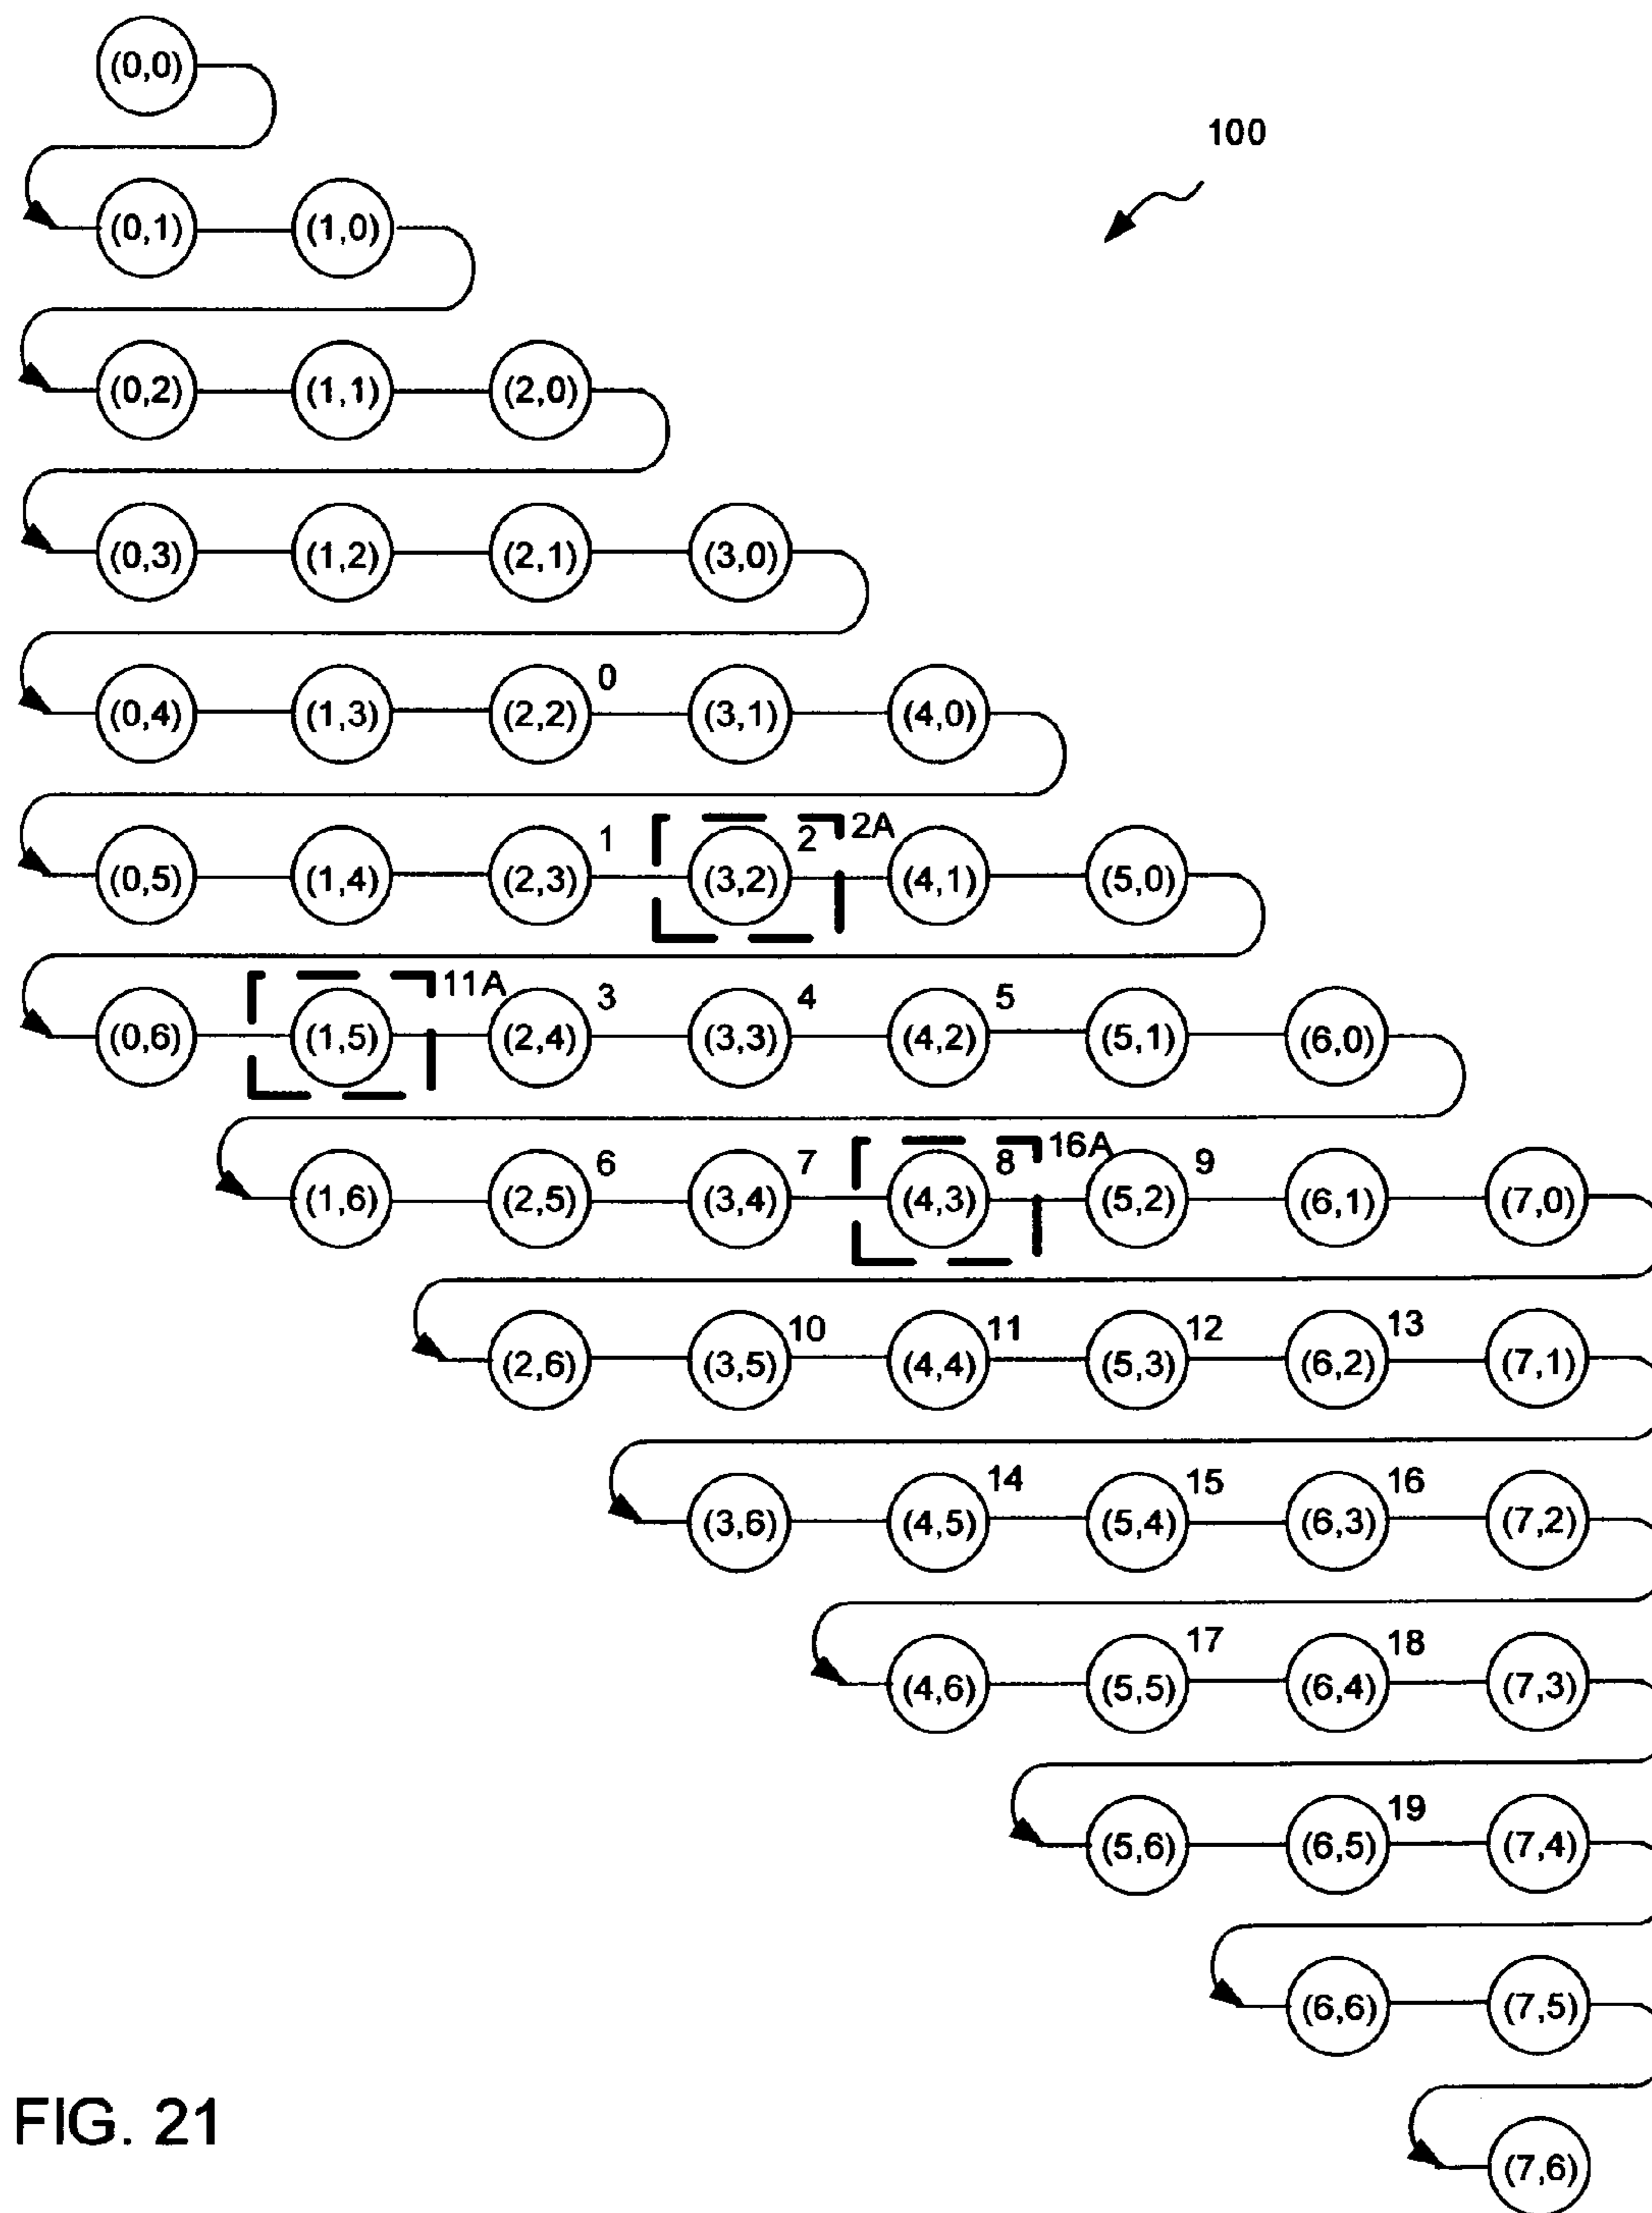 (0,0)
100
(0,1) (1,0)
(0,2) (1,1) (2,0)
(0,3) (1,2) (2,1) (3,0)
0
(0,4) (1,3) (2,2) (3,1) (4,0)
1 2 2A
(0,5) (1,4) (2,3) (3,2) (4,1) (5,0)
11A 3 4 5
(0,6) (1,5) (2,4) (3,3) (4,2) (5,1) (6,0)
6 7 8 16A 9
(1,6) (2,5) (3,4) (4,3) (5,2) (6,1) (7,0)
10 11 12 13
(2,6) (3,5) (4,4) (5,3) (6,2) (7,1)
14 15 16
(3,6) (4,5) (5,4) (6,3) (7,2)
17 18
(4,6) (5,5) (6,4) (7,3)
19
(5,6) (6,5) (7,4)
(6,6) (7,5)
FIG. 21
(7,6)